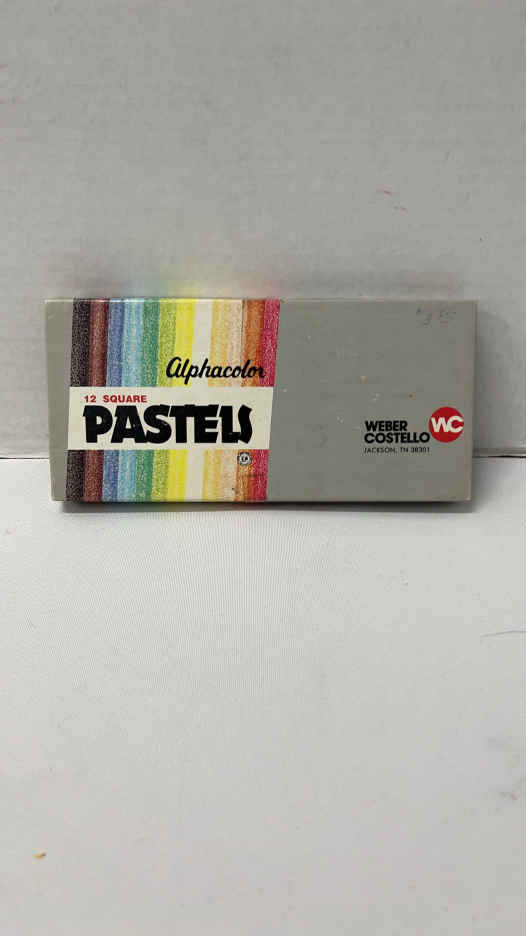 Alphacolor
12 SQUARE
PASTELS
WEBER
COSTELLO
WC
JACKSON, TN 38301